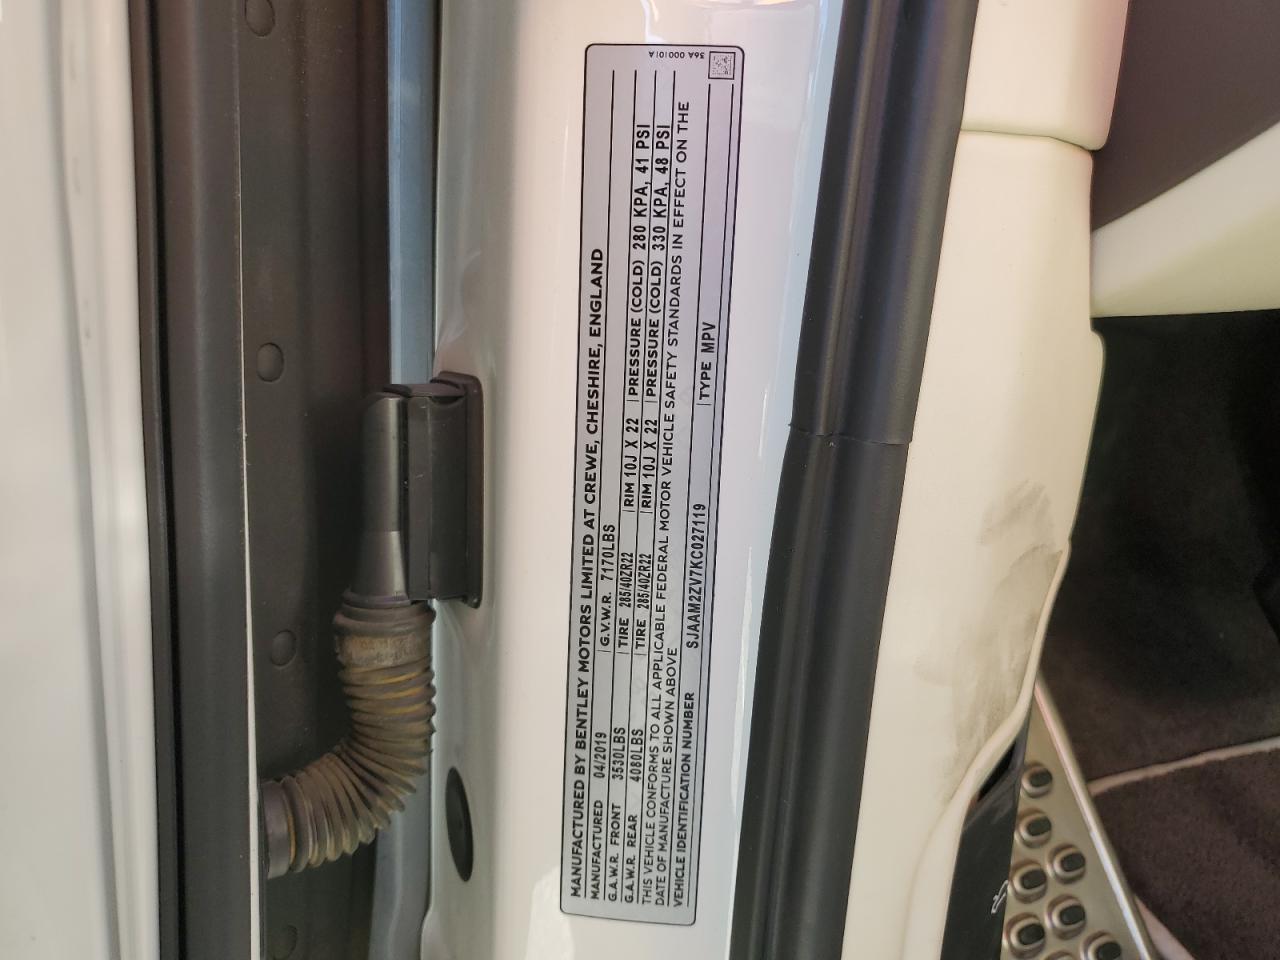 36A 000101A
MANUFACTURED BY BENTLEY MOTORS LIMITED AT CREWE, CHESHIRE, ENGLAND
MANUFACTURED 04/2019 G.V.W.R. 7170LBS
G.A.W.R. FRONT 3530LBS TIRE 285/40ZR22 RIM 10J X 22 PRESSURE (COLD) 280 KPA, 41 PSI
G.A.W.R. REAR 4080LBS TIRE 285/40ZR22 RIM 10J X 22 PRESSURE (COLD) 330 KPA, 48 PSI
THIS VEHICLE CONFORMS TO ALL APPLICABLE FEDERAL MOTOR VEHICLE SAFETY STANDARDS IN EFFECT ON THE
DATE OF MANUFACTURE SHOWN ABOVE
VEHICLE IDENTIFICATION NUMBER SJAAM2ZV7KC027119 TYPE MPV